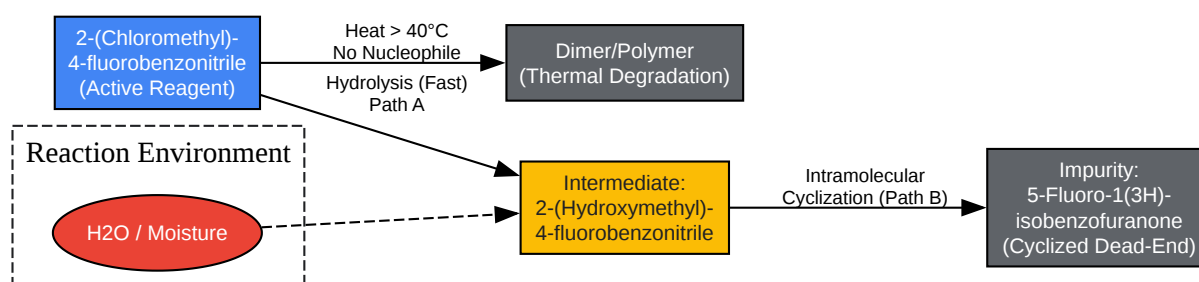 2-(Chloromethyl)-
4-fluorobenzonitrile
(Active Reagent)
Heat > 40°C
No Nucleophile
Dimer/Polymer
(Thermal Degradation)
Hydrolysis (Fast)
Path A
Reaction Environment
H2O / Moisture
Intermediate:
2-(Hydroxymethyl)-
4-fluorobenzonitrile
Intramolecular
Cyclization (Path B)
Impurity:
5-Fluoro-1(3H)-
isobenzofuranone
(Cyclized Dead-End)